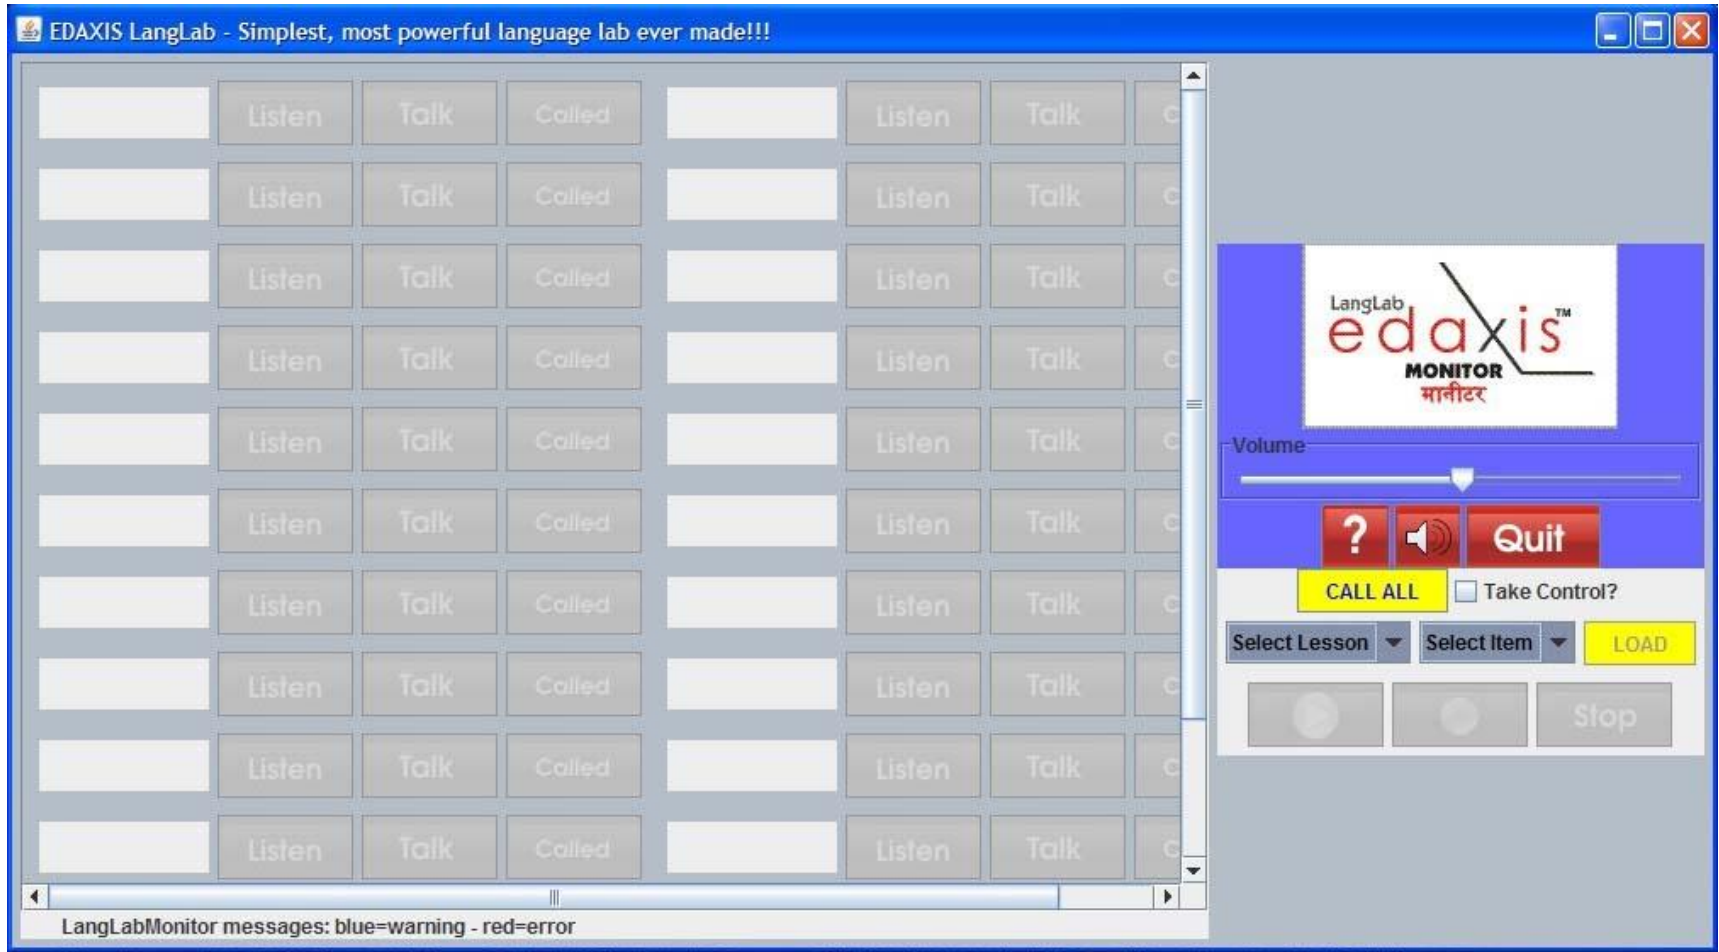 EDAXIS LangLab - Simplest, most powerful language lab ever made!!!
Listen Talk Called Listen Talk C
Listen Talk Called Listen Talk C
Listen Talk Called Listen Talk C
Listen Talk Called Listen Talk C
Listen Talk Called Listen Talk C
Listen Talk Called Listen Talk C
Listen Talk Called Listen Talk C
Listen Talk Called Listen Talk C
Listen Talk Called Listen Talk C
Listen Talk Called Listen Talk C
LangLabMonitor messages: blue=warning - red=error
LangLab
edaxis™
MONITOR
मानीटर
Volume
? Quit
CALL ALL Take Control?
Select Lesson Select Item LOAD
Stop